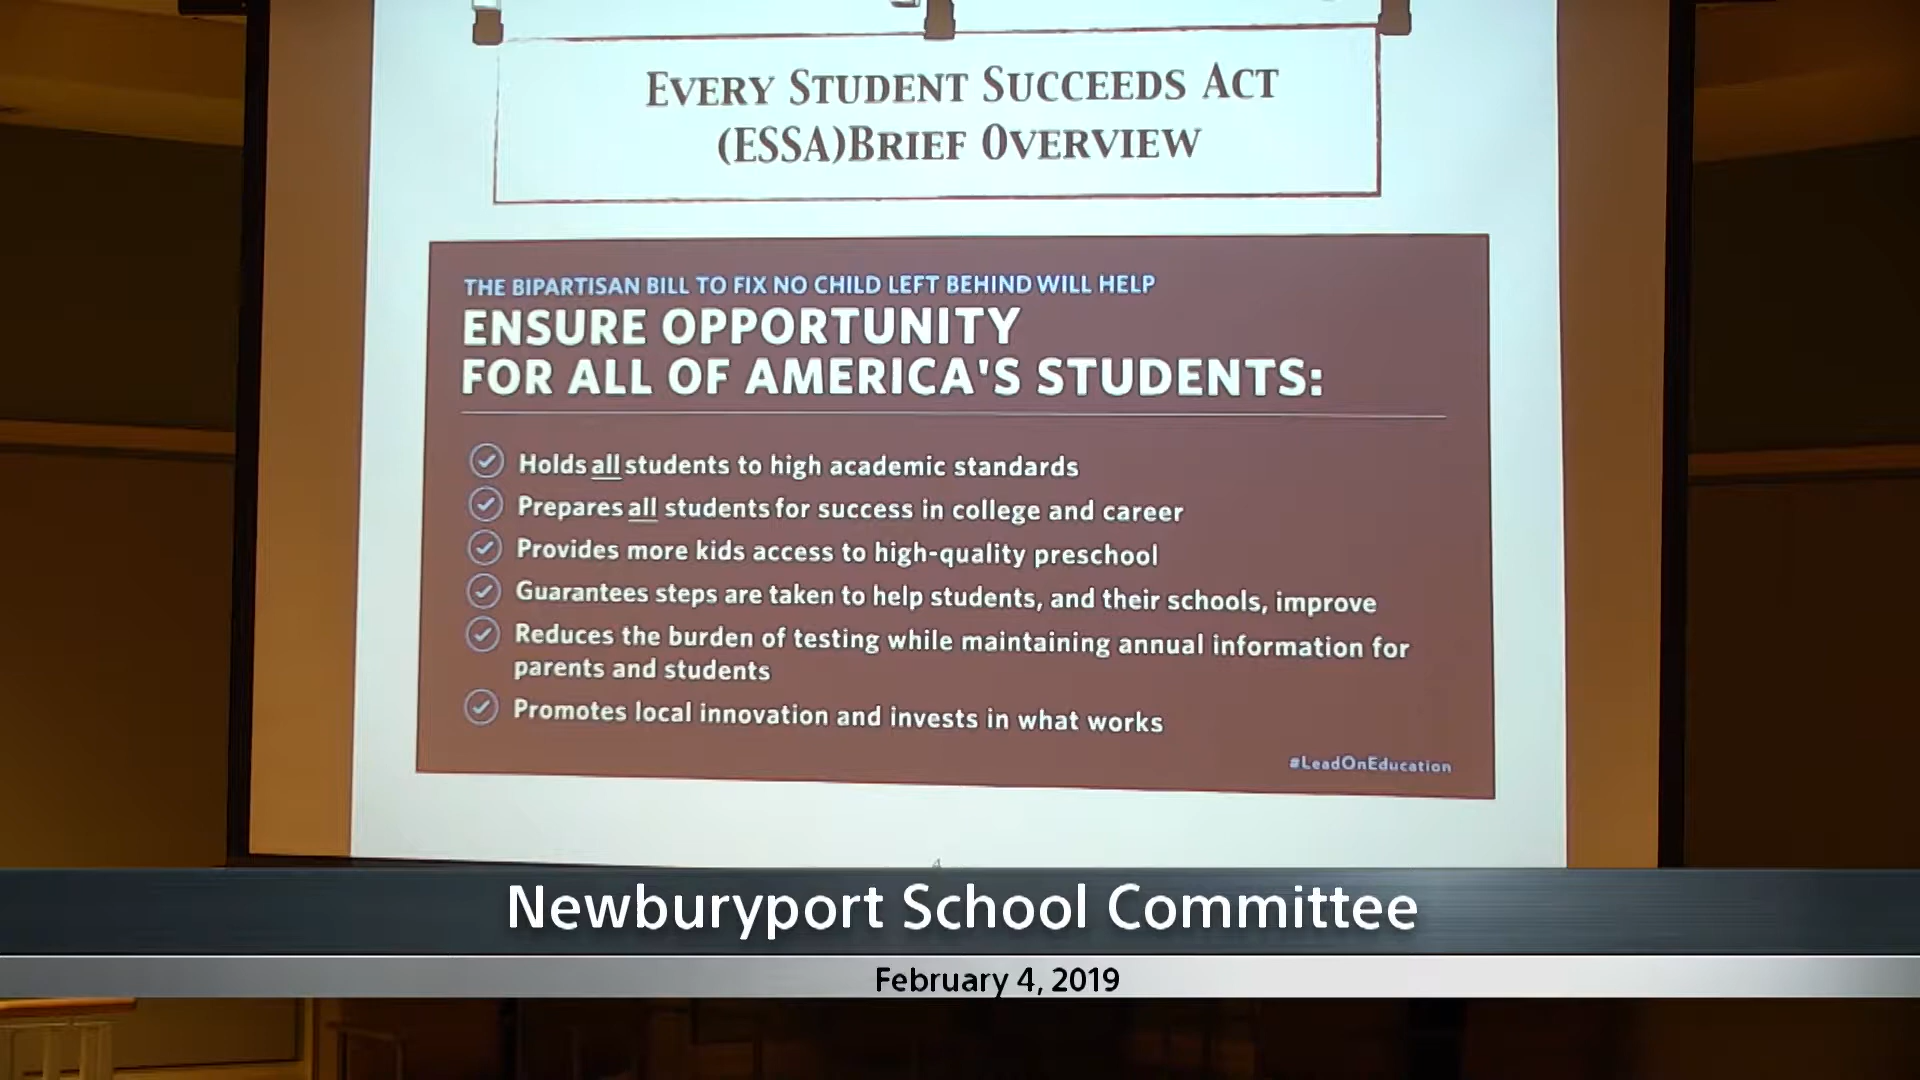 EVERY STUDENT SUCCEEDS ACT
(ESSA)BRIEF OVERVIEW
THE BIPARTISAN BILL TO FIX NO CHILD LEFT BEHIND WILL HELP
ENSURE OPPORTUNITY
FOR ALL OF AMERICA'S STUDENTS:
Holds all students to high academic standards
Prepares all students for success in college and career
Provides more kids access to high-quality preschool
Guarantees steps are taken to help students, and their schools, improve
Reduces the burden of testing while maintaining annual information for
parents and students
Promotes local innovation and invests in what works
#LeadOnEducation
4
Newburyport School Committee
February 4, 2019